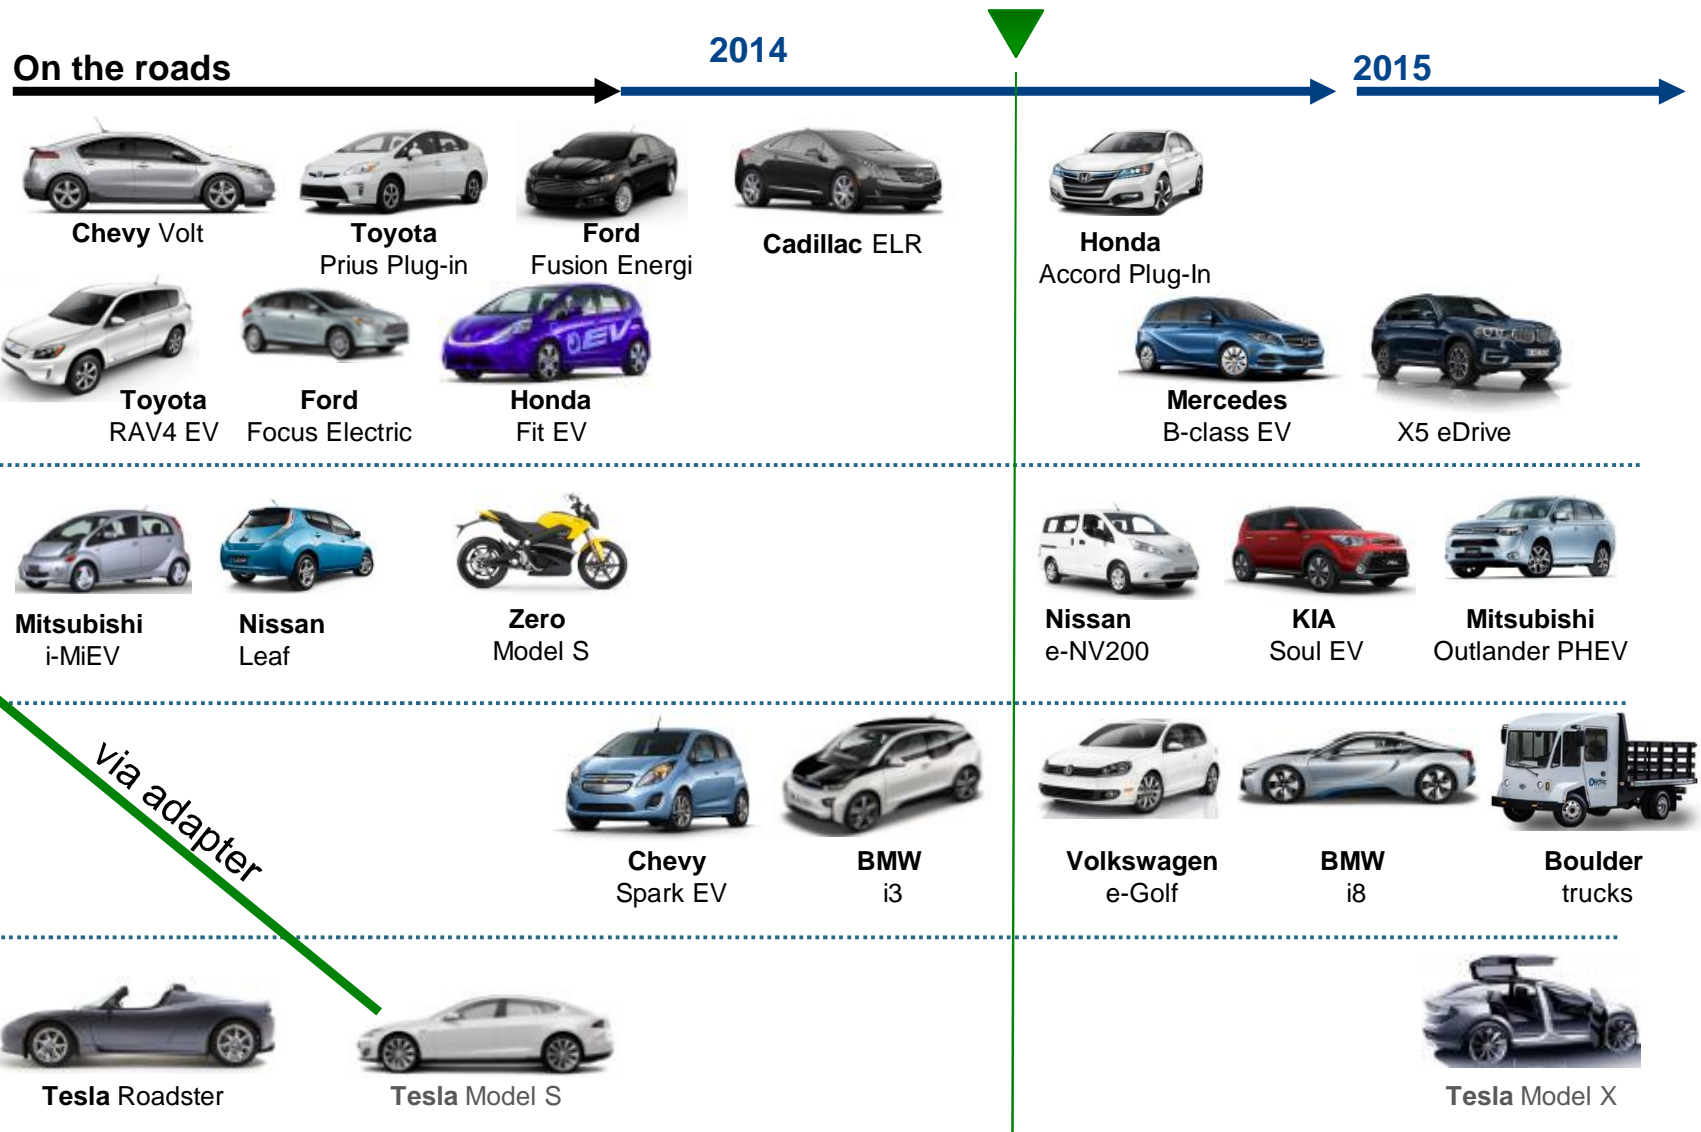 On the roads
2014
2015
Chevy Volt
Toyota
Prius Plug-in
Ford
Fusion Energi
Cadillac ELR
Honda
Accord Plug-In
Toyota
RAV4 EV
Ford
Focus Electric
EV
Honda
Fit EV
Mercedes
B-class EV
X5 eDrive
Mitsubishi
i-MiEV
Nissan
Leaf
Zero
Model S
Nissan
e-NV200
KIA
Soul EV
Mitsubishi
Outlander PHEV
via adapter
Chevy
Spark EV
BMW
i3
Volkswagen
e-Golf
BMW
i8
Boulder
trucks
Tesla Roadster
Tesla Model S
Tesla Model X